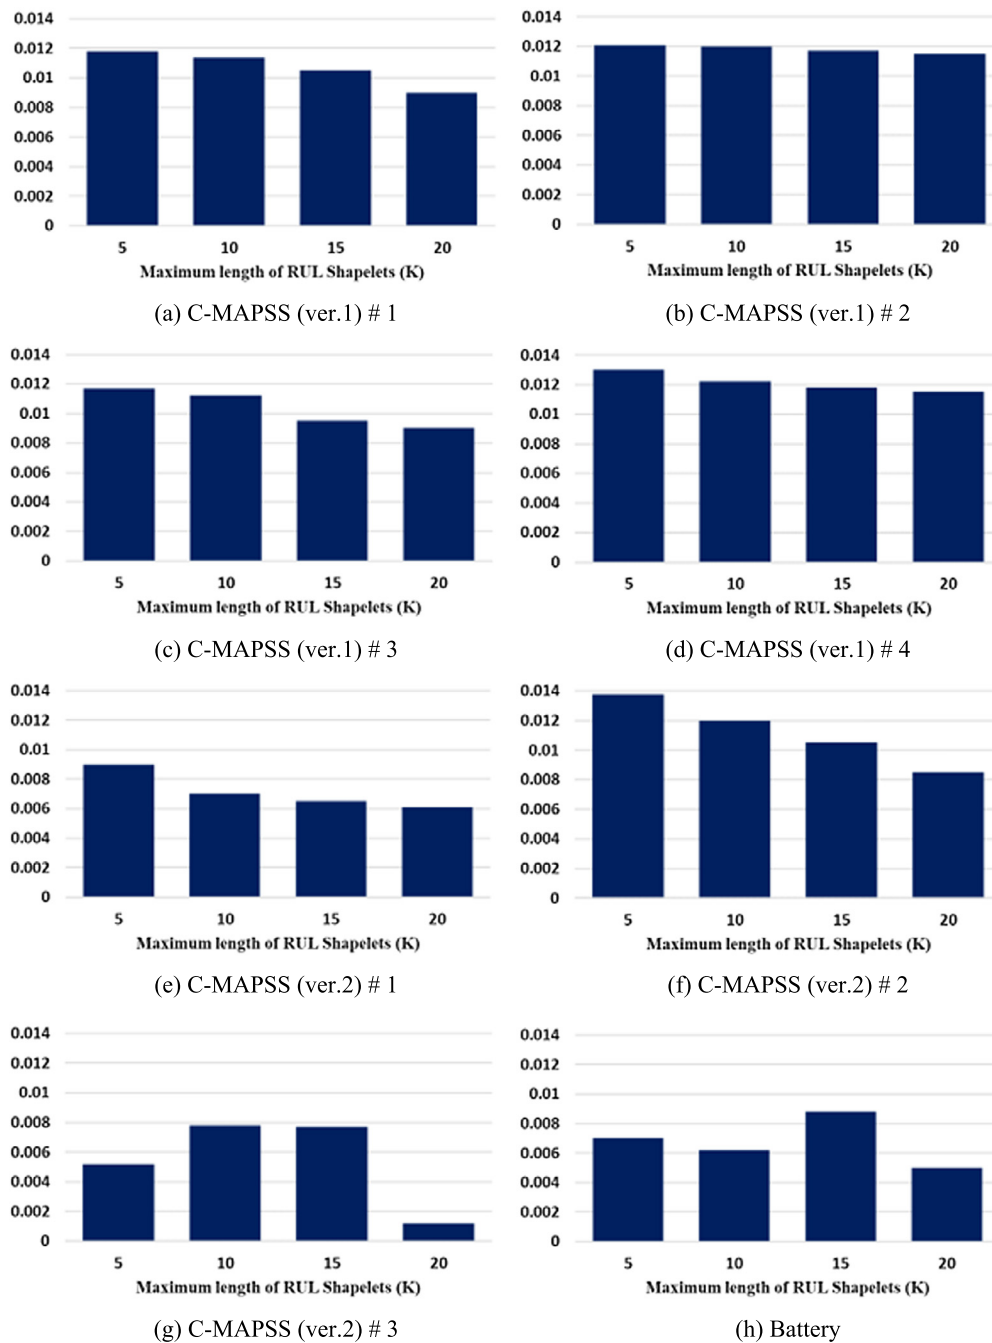 0.014
0.012
0.01
0.008
0.006
0.004
0.002
0
5 10 15 20
Maximum length of RUL Shapelets (K)
(a) C-MAPSS (ver.1) # 1
0.014
0.012
0.01
0.008
0.006
0.004
0.002
0
5 10 15 20
Maximum length of RUL Shapelets (K)
(b) C-MAPSS (ver.1) # 2
0.014
0.012
0.01
0.008
0.006
0.004
0.002
0
5 10 15 20
Maximum length of RUL Shapelets (K)
(c) C-MAPSS (ver.1) # 3
0.014
0.012
0.01
0.008
0.006
0.004
0.002
0
5 10 15 20
Maximum length of RUL Shapelets (K)
(d) C-MAPSS (ver.1) # 4
0.014
0.012
0.01
0.008
0.006
0.004
0.002
0
5 10 15 20
Maximum length of RUL Shapelets (K)
(e) C-MAPSS (ver.2) # 1
0.014
0.012
0.01
0.008
0.006
0.004
0.002
0
5 10 15 20
Maximum length of RUL Shapelets (K)
(f) C-MAPSS (ver.2) # 2
0.014
0.012
0.01
0.008
0.006
0.004
0.002
0
5 10 15 20
Maximum length of RUL Shapelets (K)
(g) C-MAPSS (ver.2) # 3
0.014
0.012
0.01
0.008
0.006
0.004
0.002
0
5 10 15 20
Maximum length of RUL Shapelets (K)
(h) Battery